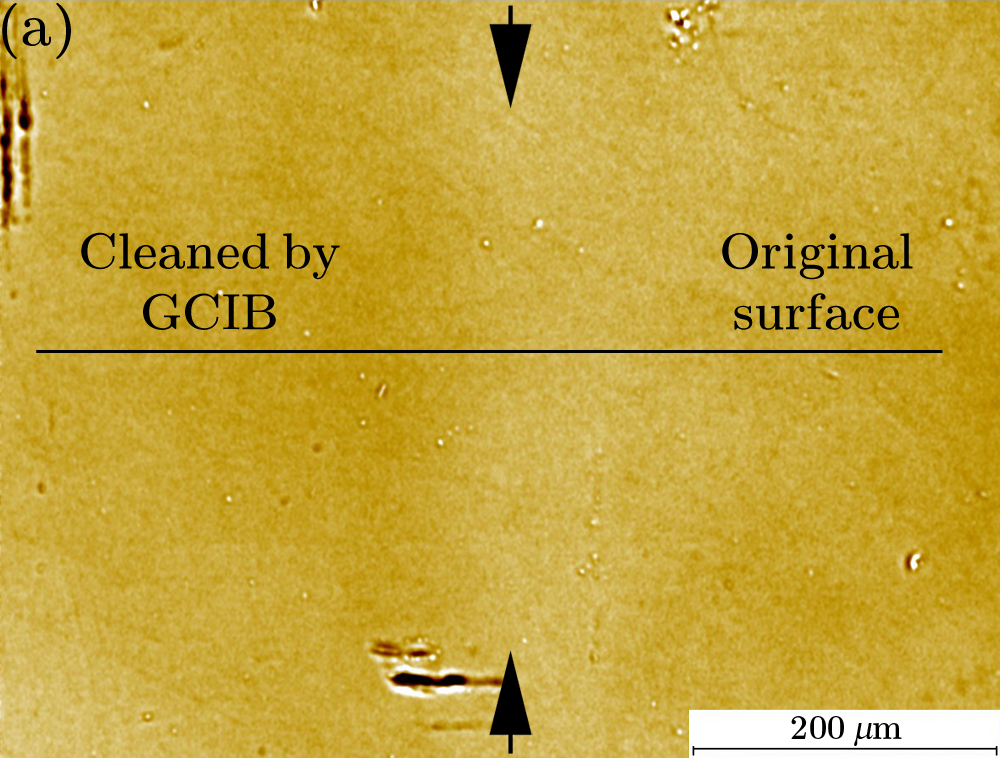 (a)
Cleaned by
GCIB
Original
surface
200 μm